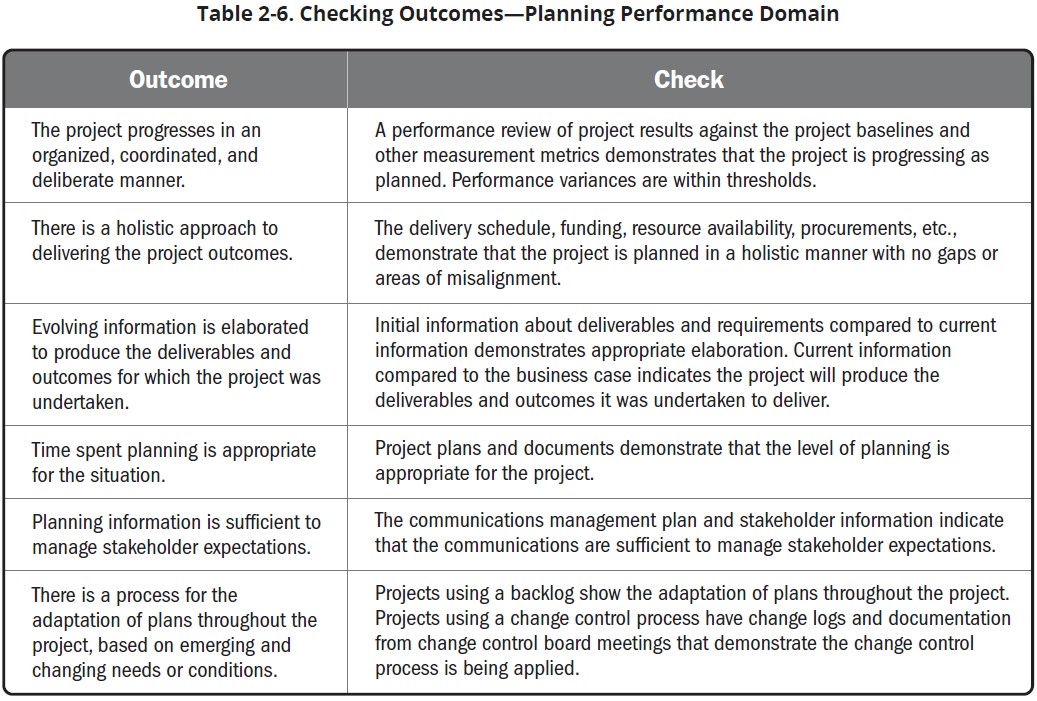 Table 2-6. Checking Outcomes—Planning Performance Domain
Outcome
Check
The project progresses in an
organized, coordinated, and
deliberate manner.
A performance review of project results against the project baselines and
other measurement metrics demonstrates that the project is progressing as
planned. Performance variances are within thresholds.
There is a holistic approach to
delivering the project outcomes.
The delivery schedule, funding, resource availability, procurements, etc.,
demonstrate that the project is planned in a holistic manner with no gaps or
areas of misalignment.
Evolving information is elaborated
to produce the deliverables and
outcomes for which the project was
undertaken.
Initial information about deliverables and requirements compared to current
information demonstrates appropriate elaboration. Current information
compared to the business case indicates the project will produce the
deliverables and outcomes it was undertaken to deliver.
Time spent planning is appropriate
for the situation.
Project plans and documents demonstrate that the level of planning is
appropriate for the project.
Planning information is sufficient to
manage stakeholder expectations.
The communications management plan and stakeholder information indicate
that the communications are sufficient to manage stakeholder expectations.
There is a process for the
adaptation of plans throughout the
project, based on emerging and
changing needs or conditions.
Projects using a backlog show the adaptation of plans throughout the project.
Projects using a change control process have change logs and documentation
from change control board meetings that demonstrate the change control
process is being applied.